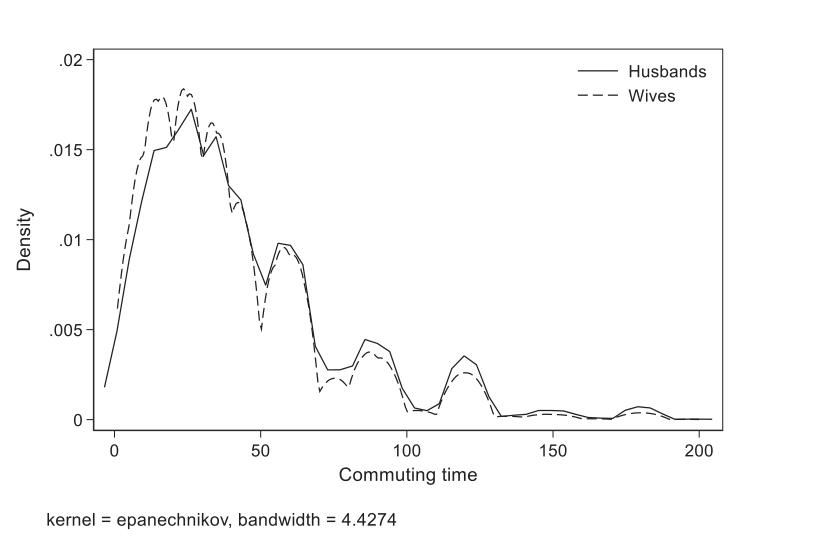 .02
.015
.01
.005
0
Density
Husbands
Wives
0 50 100 150 200
Commuting time
kernel = epanechnikov, bandwidth = 4.4274